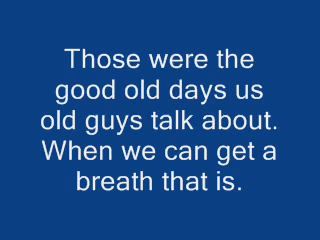 Those were the
good old days us
old guys talk about.
When we can get a
breath that is.